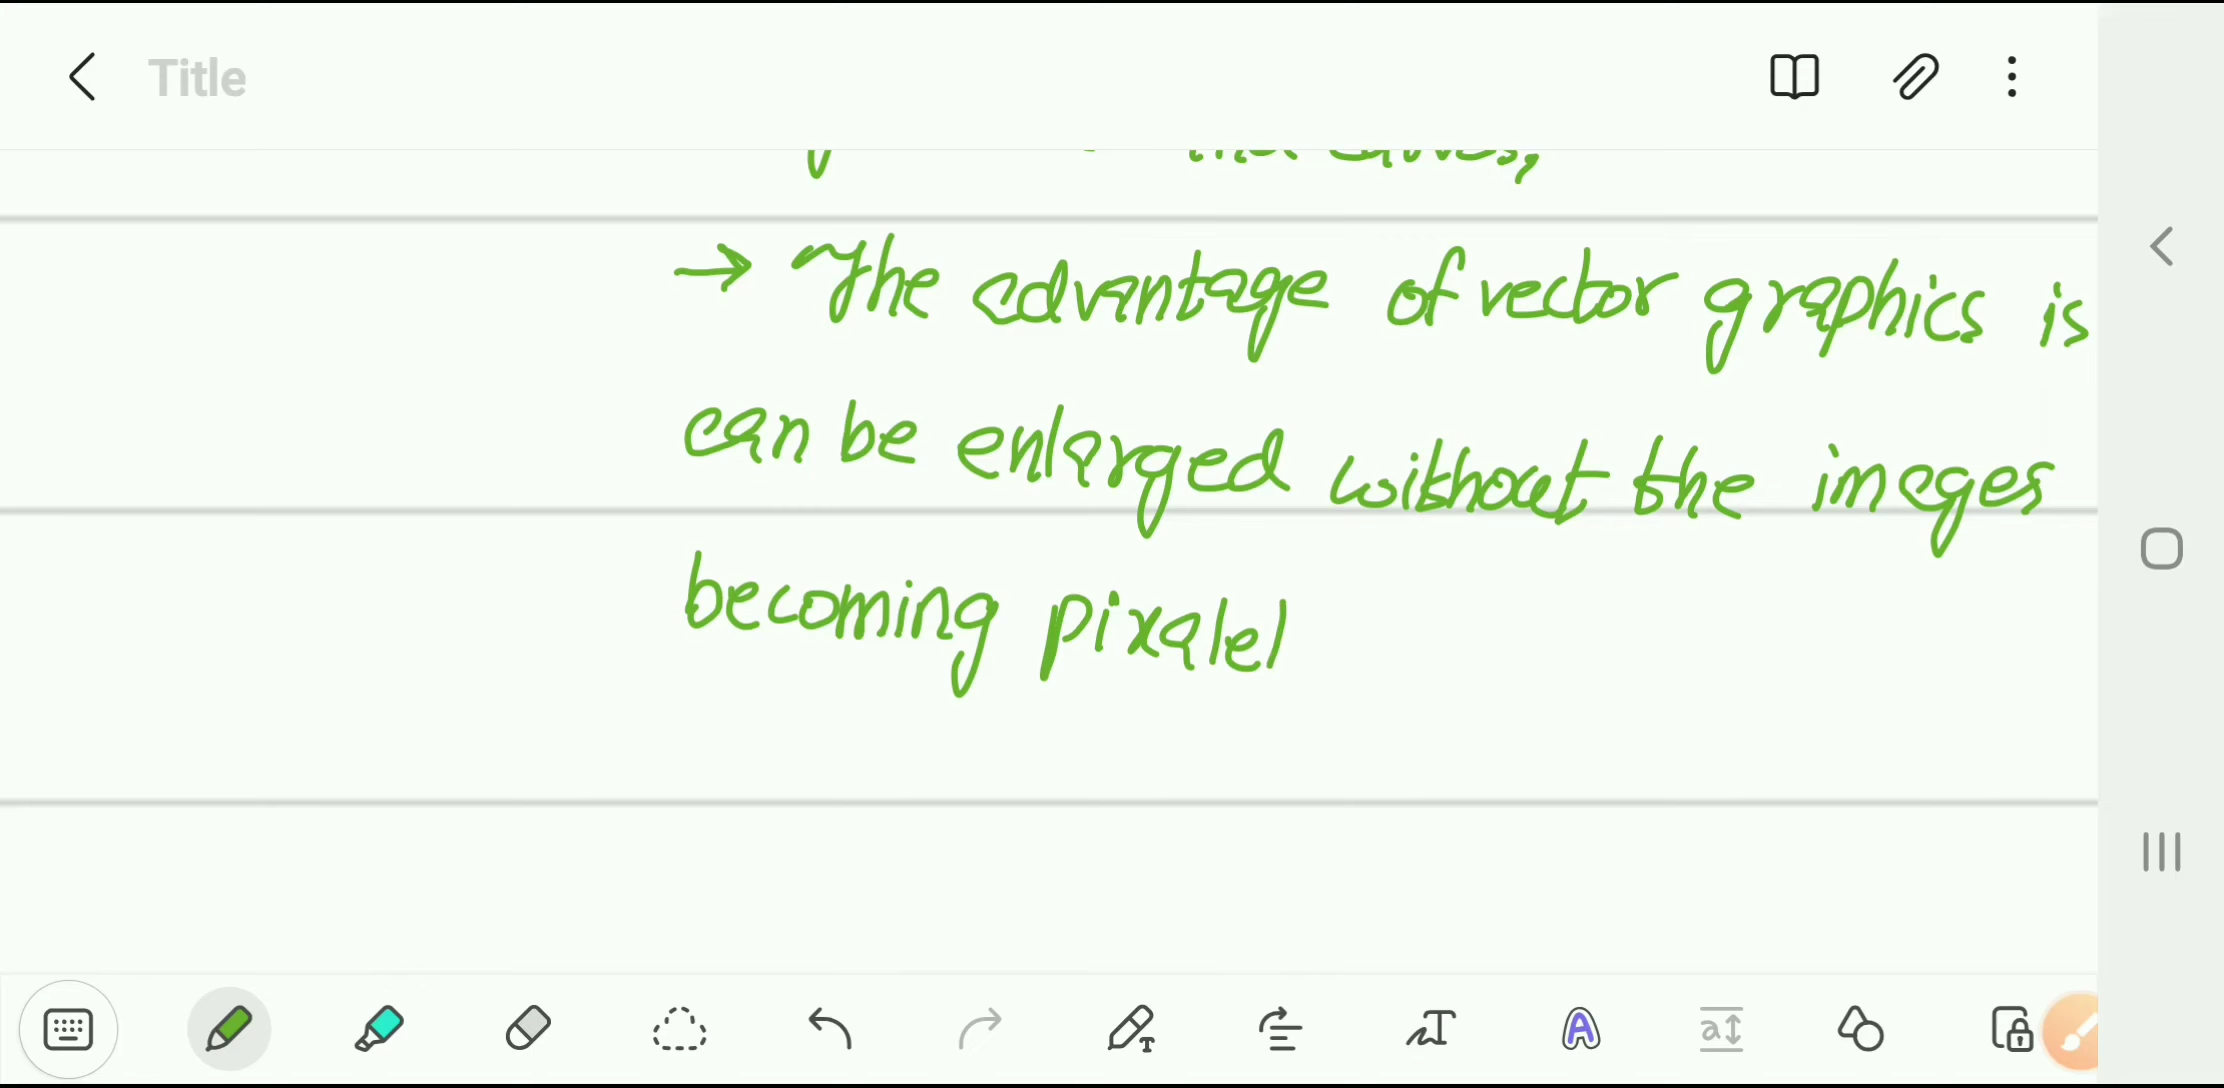 Title
→ The advantage of vector graphics is
can be enlarged without the images
becoming pixalel